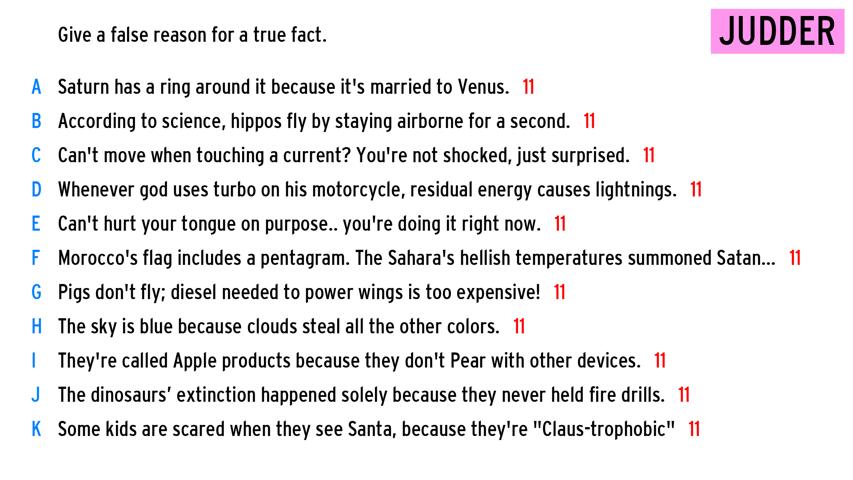 Give a false reason for a true fact.
JUDDER
A Saturn has a ring around it because it's married to Venus. 11
B According to science, hippos fly by staying airborne for a second. 11
C Can't move when touching a current? You're not shocked, just surprised. 11
D Whenever god uses turbo on his motorcycle, residual energy causes lightnings. 11
E Can't hurt your tongue on purpose.. you're doing it right now. 11
F Morocco's flag includes a pentagram. The Sahara's hellish temperatures summoned Satan... 11
G Pigs don't fly; diesel needed to power wings is too expensive! 11
H The sky is blue because clouds steal all the other colors. 11
I They're called Apple products because they don't Pear with other devices. 11
J The dinosaurs’ extinction happened solely because they never held fire drills. 11
K Some kids are scared when they see Santa, because they're "Claus-trophobic" 11